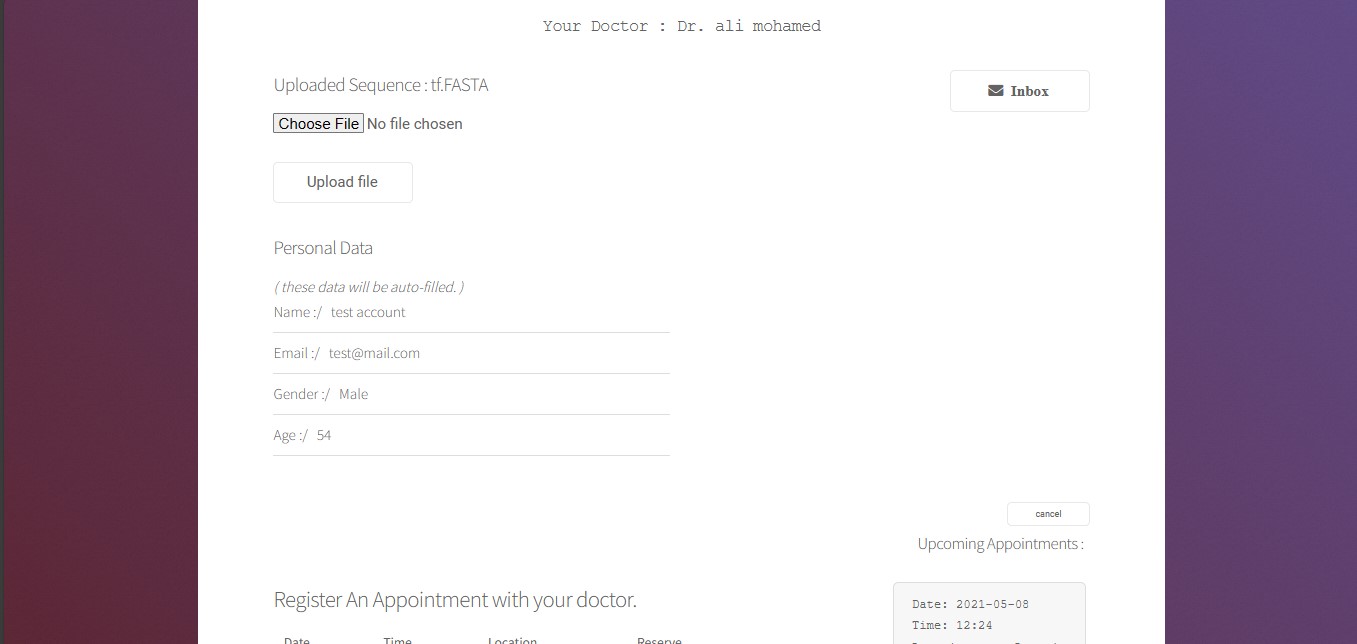 Your Doctor : Dr. ali mohamed
Uploaded Sequence : tf.FASTA
Inbox
Choose File No file chosen
Upload file
Personal Data
( these data will be auto-filled. )
Name :/ test account
Email :/ test@mail.com
Gender :/ Male
Age :/ 54
cancel
Upcoming Appointments :
Register An Appointment with your doctor.
Date: 2021-05-08
Time: 12:24
Date Time Location Reserve